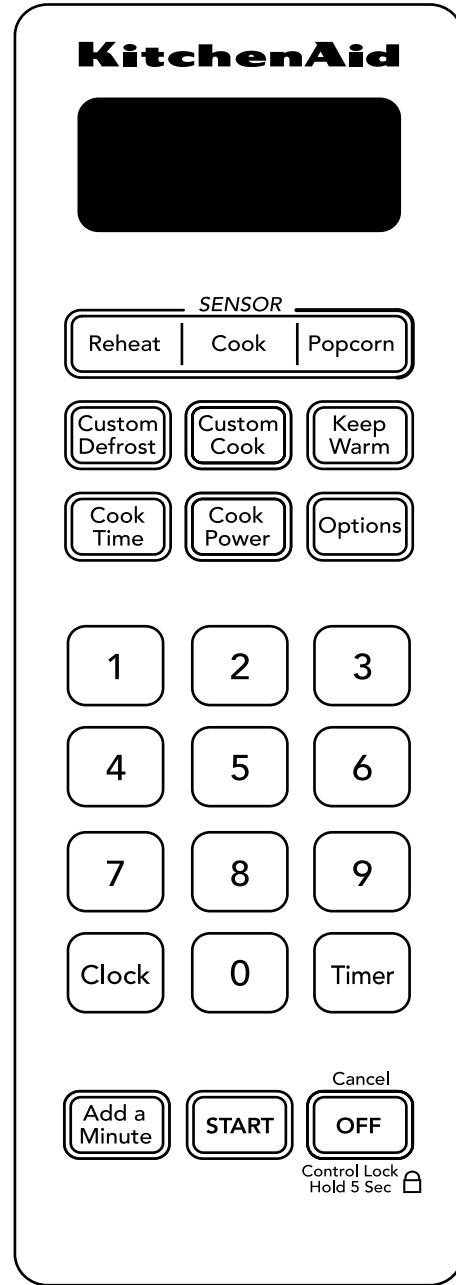 KitchenAid
SENSOR
Reheat Cook Popcorn
Custom Defrost
Custom Cook
Keep Warm
Cook Time
Cook Power
Options
1 2 3
4 5 6
7 8 9
Clock 0 Timer
Cancel
Add a Minute
START
OFF
Control Lock
Hold 5 Sec